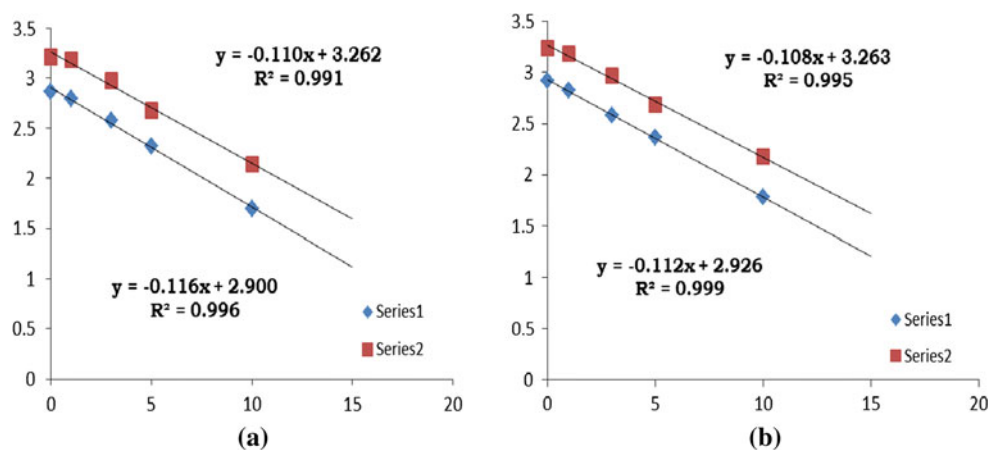 3.5
3
2.5
2
1.5
1
0.5
0
0
5
10
15
20
y = -0.110x + 3.262
R² = 0.991
y = -0.116x + 2.900
R² = 0.996
Series1
Series2
(a)
3.5
3
2.5
2
1.5
1
0.5
0
0
5
10
15
20
y = -0.108x + 3.263
R² = 0.995
y = -0.112x + 2.926
R² = 0.999
Series1
Series2
(b)